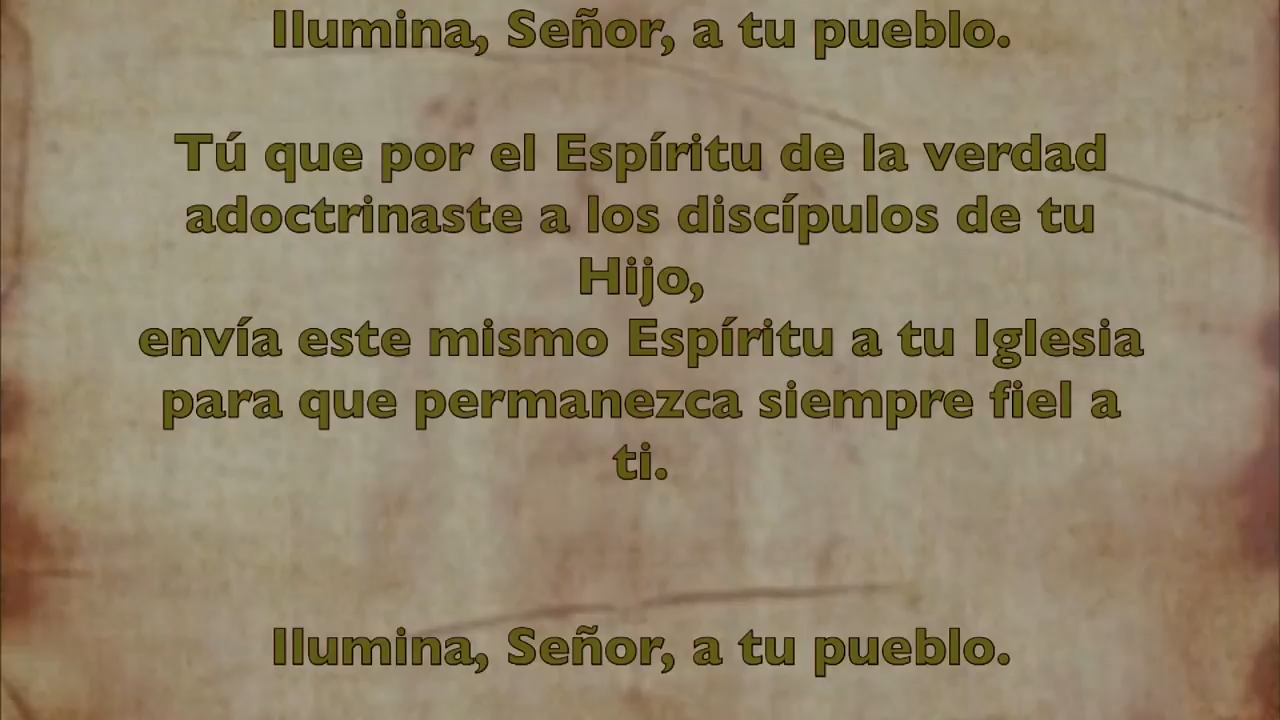 Ilumina, Señor, a tu pueblo.
Tú que por el Espíritu de la verdad
adoctrinaste a los discípulos de tu
Hijo,
envía este mismo Espíritu a tu Iglesia
para que permanezca siempre fiel a
ti.
Ilumina, Señor, a tu pueblo.